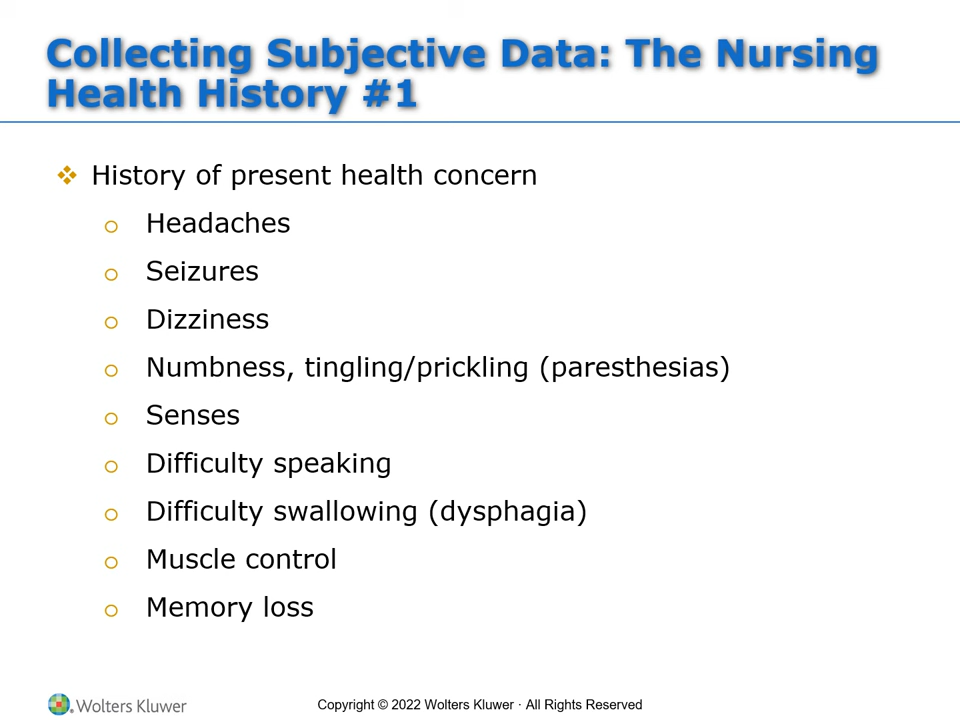 Collecting Subjective Data: The Nursing
Health History #1
❖ History of present health concern
o Headaches
o Seizures
o Dizziness
o Numbness, tingling/prickling (paresthesias)
o Senses
o Difficulty speaking
o Difficulty swallowing (dysphagia)
o Muscle control
o Memory loss
Wolters Kluwer
Copyright © 2022 Wolters Kluwer · All Rights Reserved